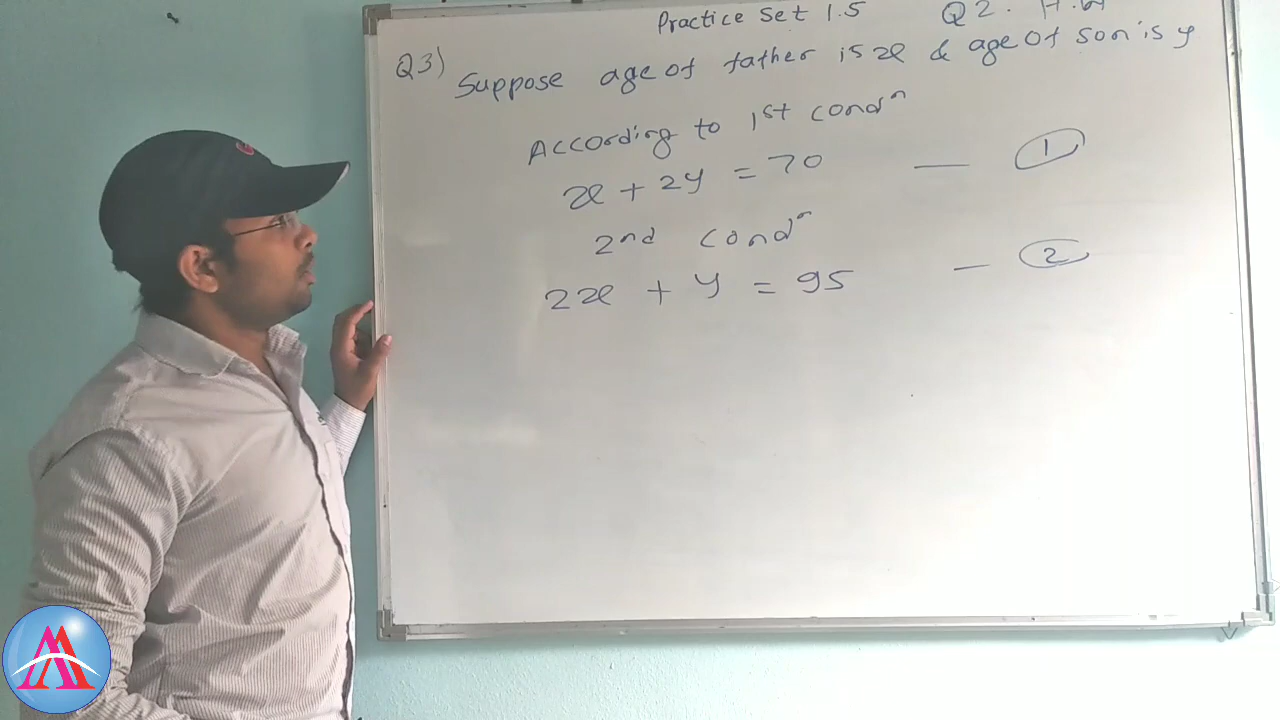 Practice Set 1.5 Q2. H.W
Q3) Suppose age of father is x & age of son is y
According to 1st condⁿ
x + 2y = 70 — 1
2nd condⁿ
2x + y = 95 — 2
M